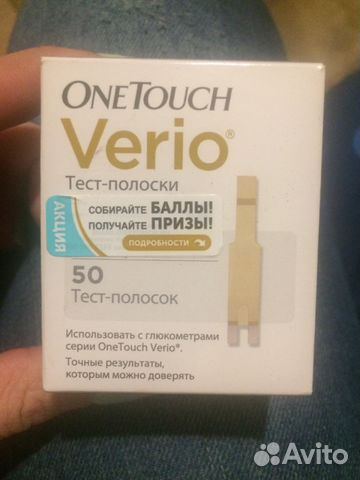 ONETOUCH
Verio®
Тест-полоски
АКЦИЯ
СОБИРАЙТЕ БАЛЛЫ!
ПОЛУЧАЙТЕ ПРИЗЫ!
ПОДРОБНОСТИ
50
Тест-полосок
Использовать с глюкометрами
серии OneTouch Verio®.
Точные результаты,
которым можно доверять
Avito